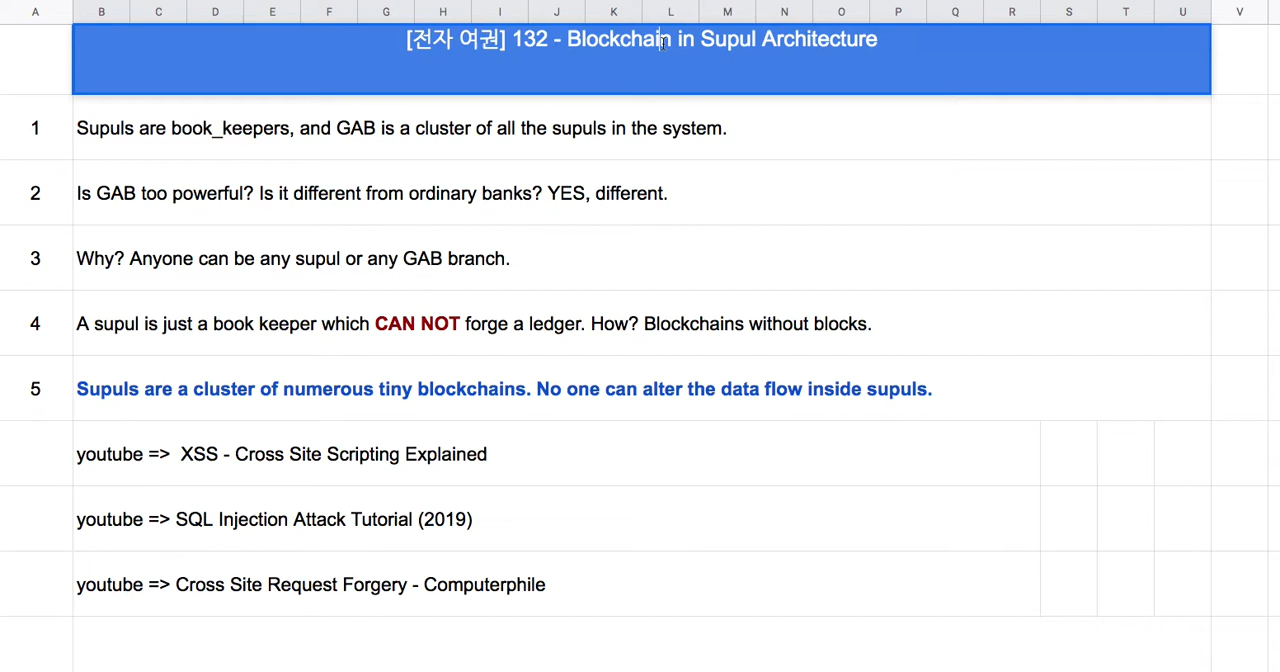 A B C D E F G H I J K L M N O P Q R S T U V
[전자 여권] 132 - Blockchain in Supul Architecture
1 Supuls are book_keepers, and GAB is a cluster of all the supuls in the system.
2 Is GAB too powerful? Is it different from ordinary banks? YES, different.
3 Why? Anyone can be any supul or any GAB branch.
4 A supul is just a book keeper which CAN NOT forge a ledger. How? Blockchains without blocks.
5 Supuls are a cluster of numerous tiny blockchains. No one can alter the data flow inside supuls.
youtube => XSS - Cross Site Scripting Explained
youtube => SQL Injection Attack Tutorial (2019)
youtube => Cross Site Request Forgery - Computerphile